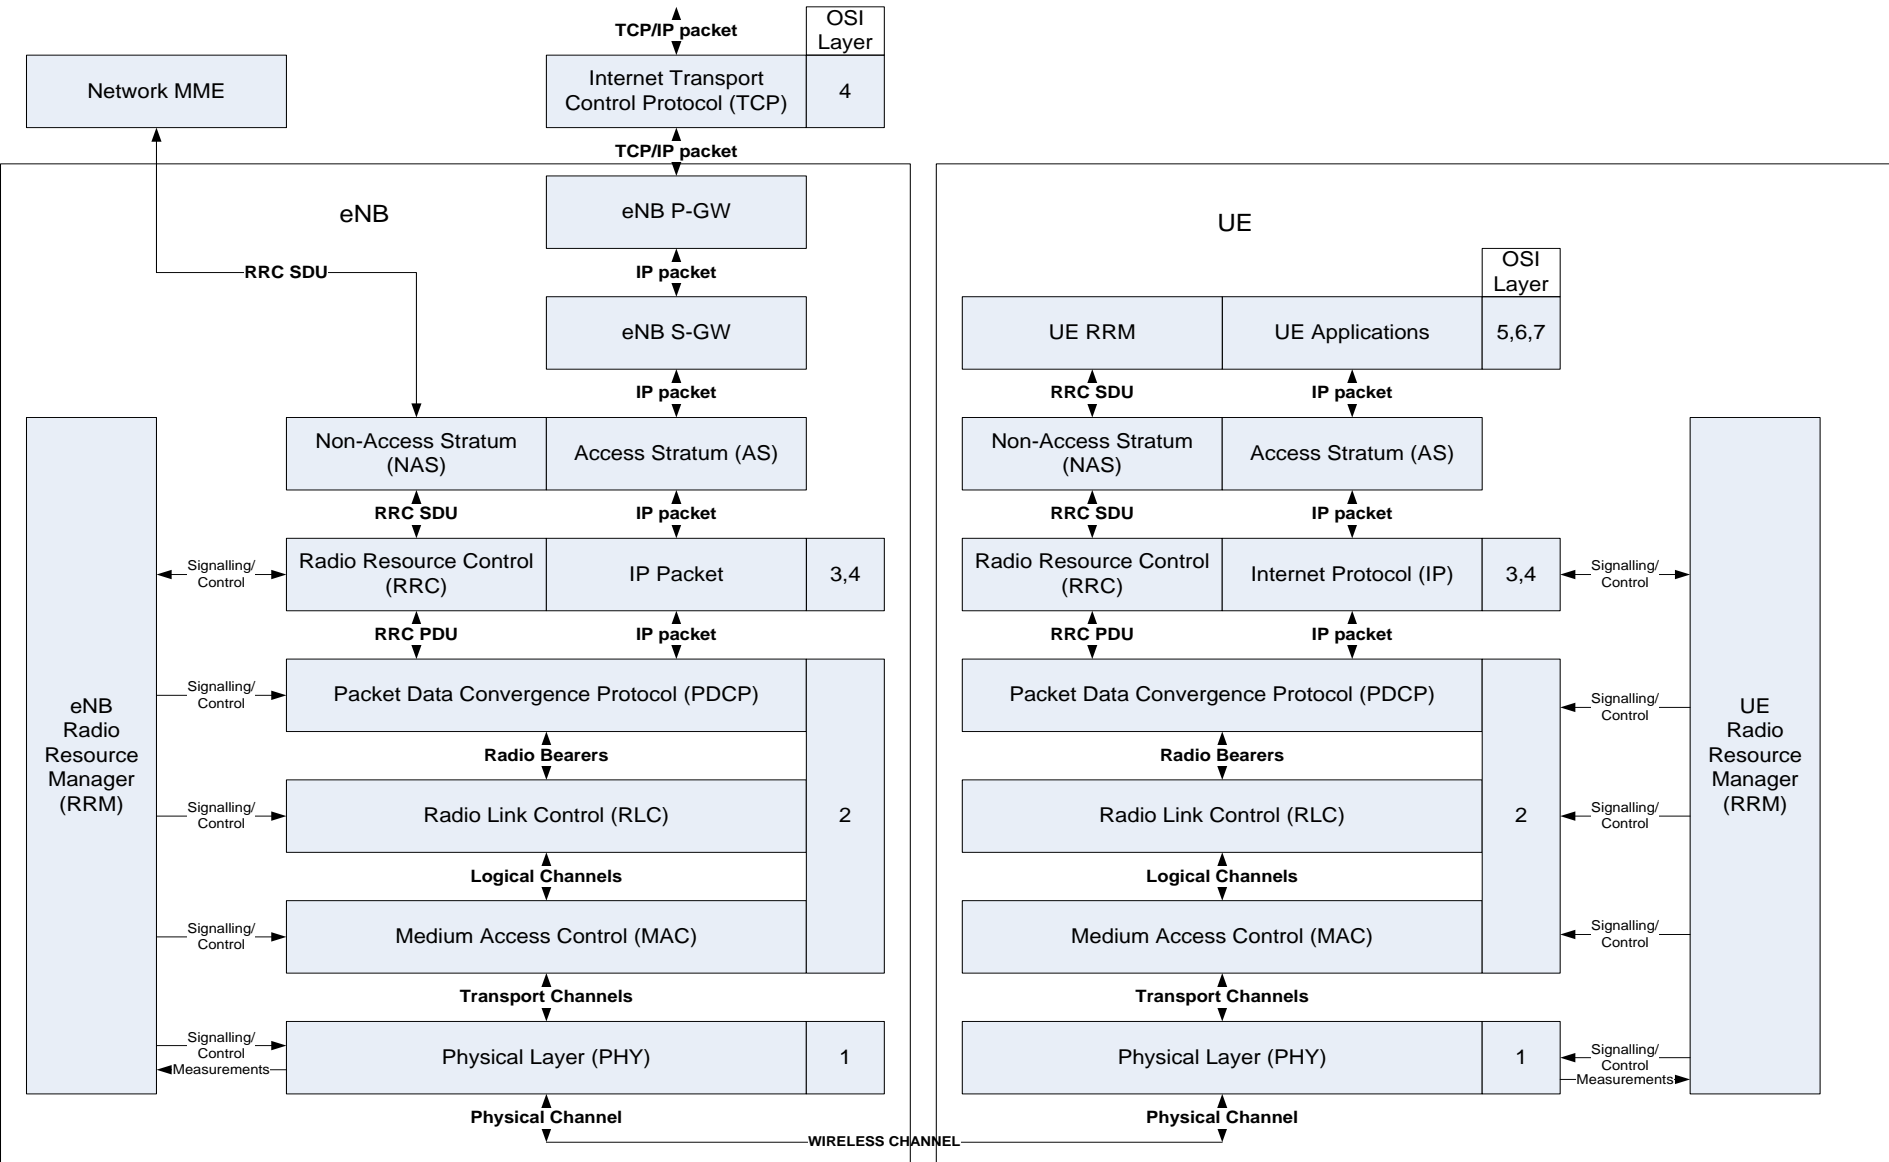 TCP/IP packet
OSI
Layer
Network MME
Internet Transport
Control Protocol (TCP)
4
TCP/IP packet
eNB
eNB P-GW
RRC SDU
IP packet
eNB S-GW
IP packet
Non-Access Stratum
(NAS)
Access Stratum (AS)
RRC SDU
IP packet
Signalling/
Control
Radio Resource Control
(RRC)
IP Packet
3,4
RRC PDU
IP packet
Signalling/
Control
Packet Data Convergence Protocol (PDCP)
eNB
Radio
Resource
Manager
(RRM)
Radio Bearers
Signalling/
Control
Radio Link Control (RLC)
2
Logical Channels
Signalling/
Control
Medium Access Control (MAC)
Transport Channels
Signalling/
Control
Measurements
Physical Layer (PHY)
1
Physical Channel
WIRELESS CHANNEL
UE
OSI
Layer
UE RRM
UE Applications
5,6,7
RRC SDU
IP packet
Non-Access Stratum
(NAS)
Access Stratum (AS)
RRC SDU
IP packet
Radio Resource Control
(RRC)
Internet Protocol (IP)
3,4
Signalling/
Control
RRC PDU
IP packet
Packet Data Convergence Protocol (PDCP)
Signalling/
Control
UE
Radio
Resource
Manager
(RRM)
Radio Bearers
Radio Link Control (RLC)
2
Signalling/
Control
Logical Channels
Medium Access Control (MAC)
Signalling/
Control
Transport Channels
Physical Layer (PHY)
1
Signalling/
Control
Measurements
Physical Channel